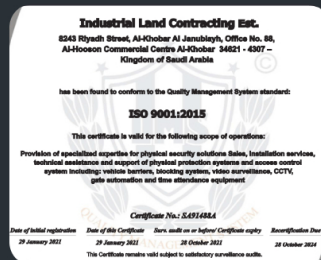 Industrial Land Contracting Est.
8243 Riyadh Street, Al-Khobar Al Janubiyh, Office No. 88,
Al-Hooson Commercial Centre Al-Khobar 34621 - 4307 –
Kingdom of Saudi Arabia
has been found to conform to the Quality Management System standard:
ISO 9001:2015
This certificate is valid for the following scope of operations:
Provision of specialized expertise for physical security solutions Sales, installation services,
technical assistance and support of physical protection systems and access control
system including: vehicle barriers, blocking system, video surveillance, CCTV,
gate automation and time attendance equipment
Certificate No.: SA91488A
Date of initial registration Date of this Certificate Surv. audit on or before/ Certificate expiry Recertification Due
29 January 2021 29 January 2021 28 October 2021 28 October 2024
This Certificate remains valid subject to satisfactory surveillance audits.